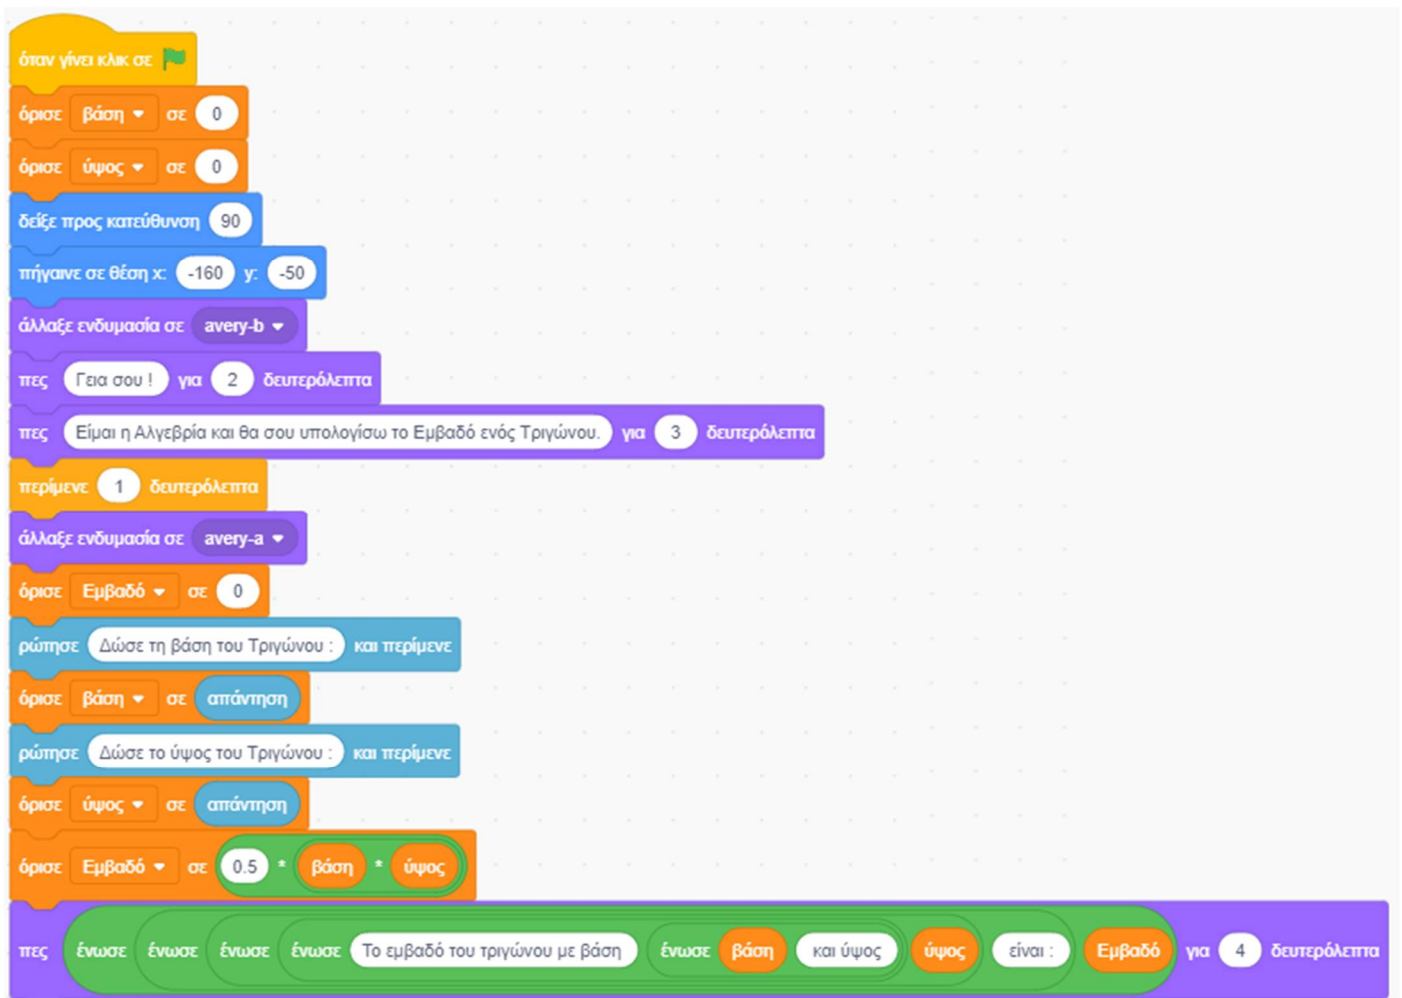 όταν γίνει κλικ σε
όρισε βάση σε 0
όρισε ύψος σε 0
δείξε προς κατεύθυνση 90
πήγαινε σε θέση x: -160 y: -50
άλλαξε ενδυμασία σε avery-b
πες Γεια σου ! για 2 δευτερόλεπτα
πες Είμαι η Αλγεβρία και θα σου υπολογίσω το Εμβαδό ενός Τριγώνου. για 3 δευτερόλεπτα
περίμενε 1 δευτερόλεπτα
άλλαξε ενδυμασία σε avery-a
όρισε Εμβαδό σε 0
ρώτησε Δώσε τη βάση του Τριγώνου : και περίμενε
όρισε βάση σε απάντηση
ρώτησε Δώσε το ύψος του Τριγώνου : και περίμενε
όρισε ύψος σε απάντηση
όρισε Εμβαδό σε 0.5 * βάση * ύψος
πες ένωσε ένωσε ένωσε ένωσε Το εμβαδό του τριγώνου με βάση ένωσε βάση και ύψος ύψος είναι : Εμβαδό για 4 δευτερόλεπτα